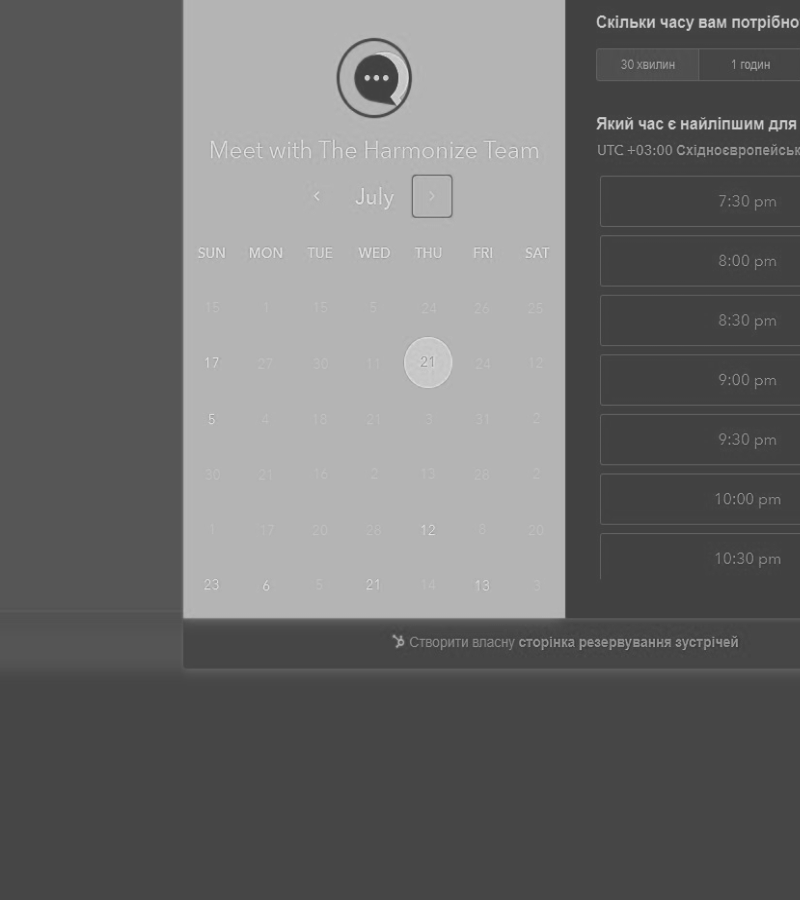 Meet with The Harmonize Team
July
SUN MON TUE WED THU FRI SAT
15 1 15 5 24 26 25
17 27 30 11 21 24 12
5 4 18 21 3 31 2
30 21 16 2 13 28 2
1 17 20 28 12 8 20
23 6 5 21 14 13 3
Скільки часу вам потрібно
30 хвилин 1 годин
Який час є найліпшим для
UTC +03:00 Східноєвропейськ
7:30 pm
8:00 pm
8:30 pm
9:00 pm
9:30 pm
10:00 pm
10:30 pm
Створити власну сторінка резервування зустрічей